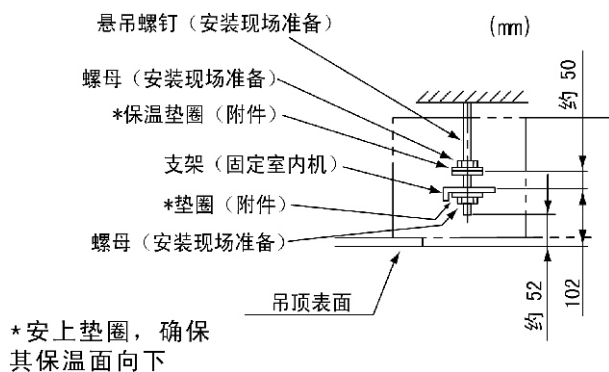 悬吊螺钉（安装现场准备）
(mm)
螺母（安装现场准备）
*保温垫圈（附件）
支架（固定室内机）
*垫圈（附件）
螺母（安装现场准备）
吊顶表面
约 50
约 52
102
*安上垫圈，确保
其保温面向下